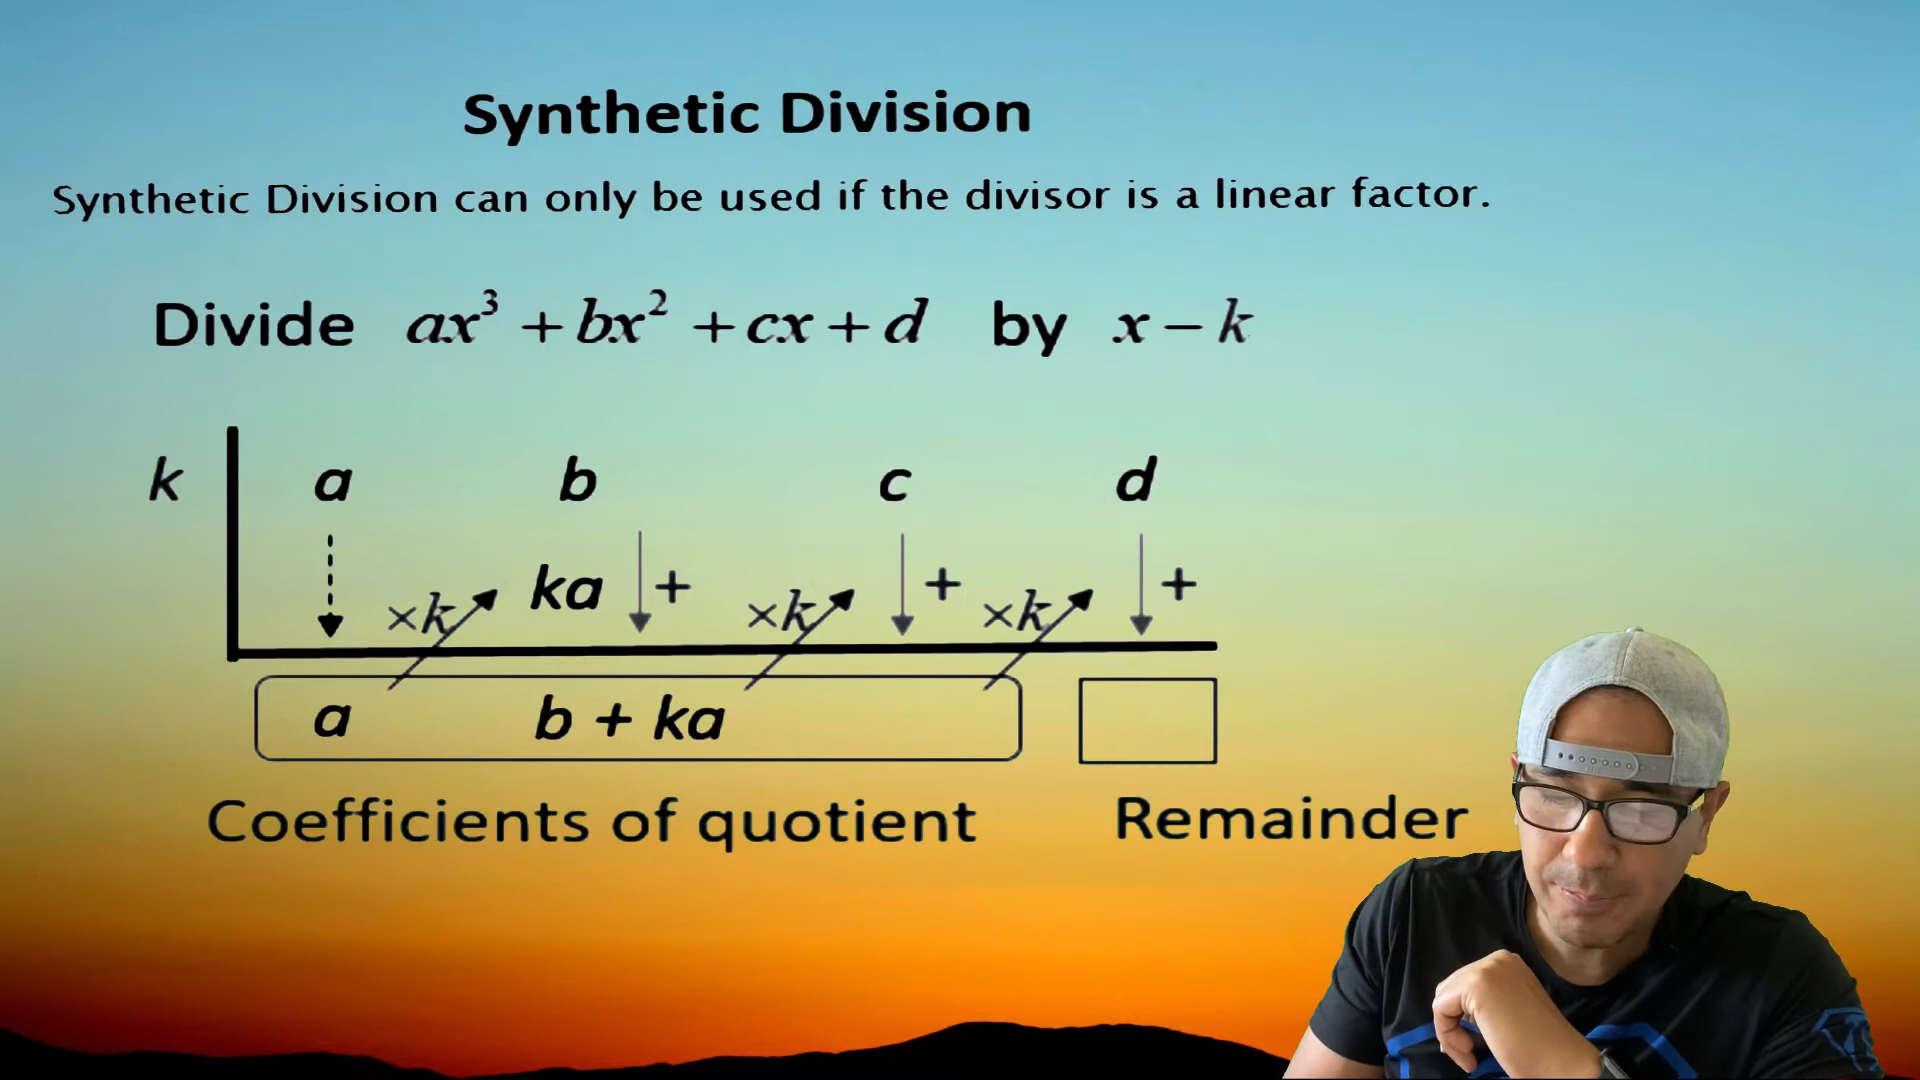 Synthetic Division
Synthetic Division can only be used if the divisor is a linear factor.
Divide ax³ + bx² + cx + d by x − k
k a b c d
×k ka + ×k + ×k +
a b + ka
Coefficients of quotient Remainder